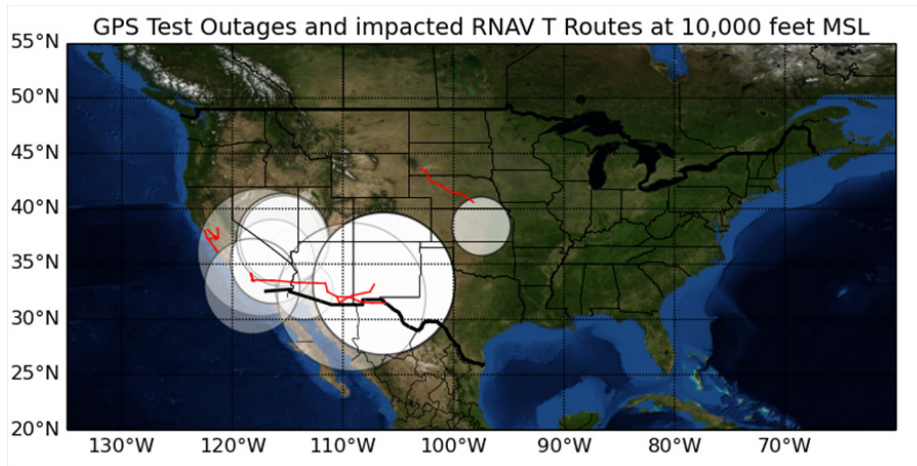 GPS Test Outages and impacted RNAV T Routes at 10,000 feet MSL
55°N
50°N
45°N
40°N
35°N
30°N
25°N
20°N
130°W 120°W 110°W 100°W 90°W 80°W 70°W